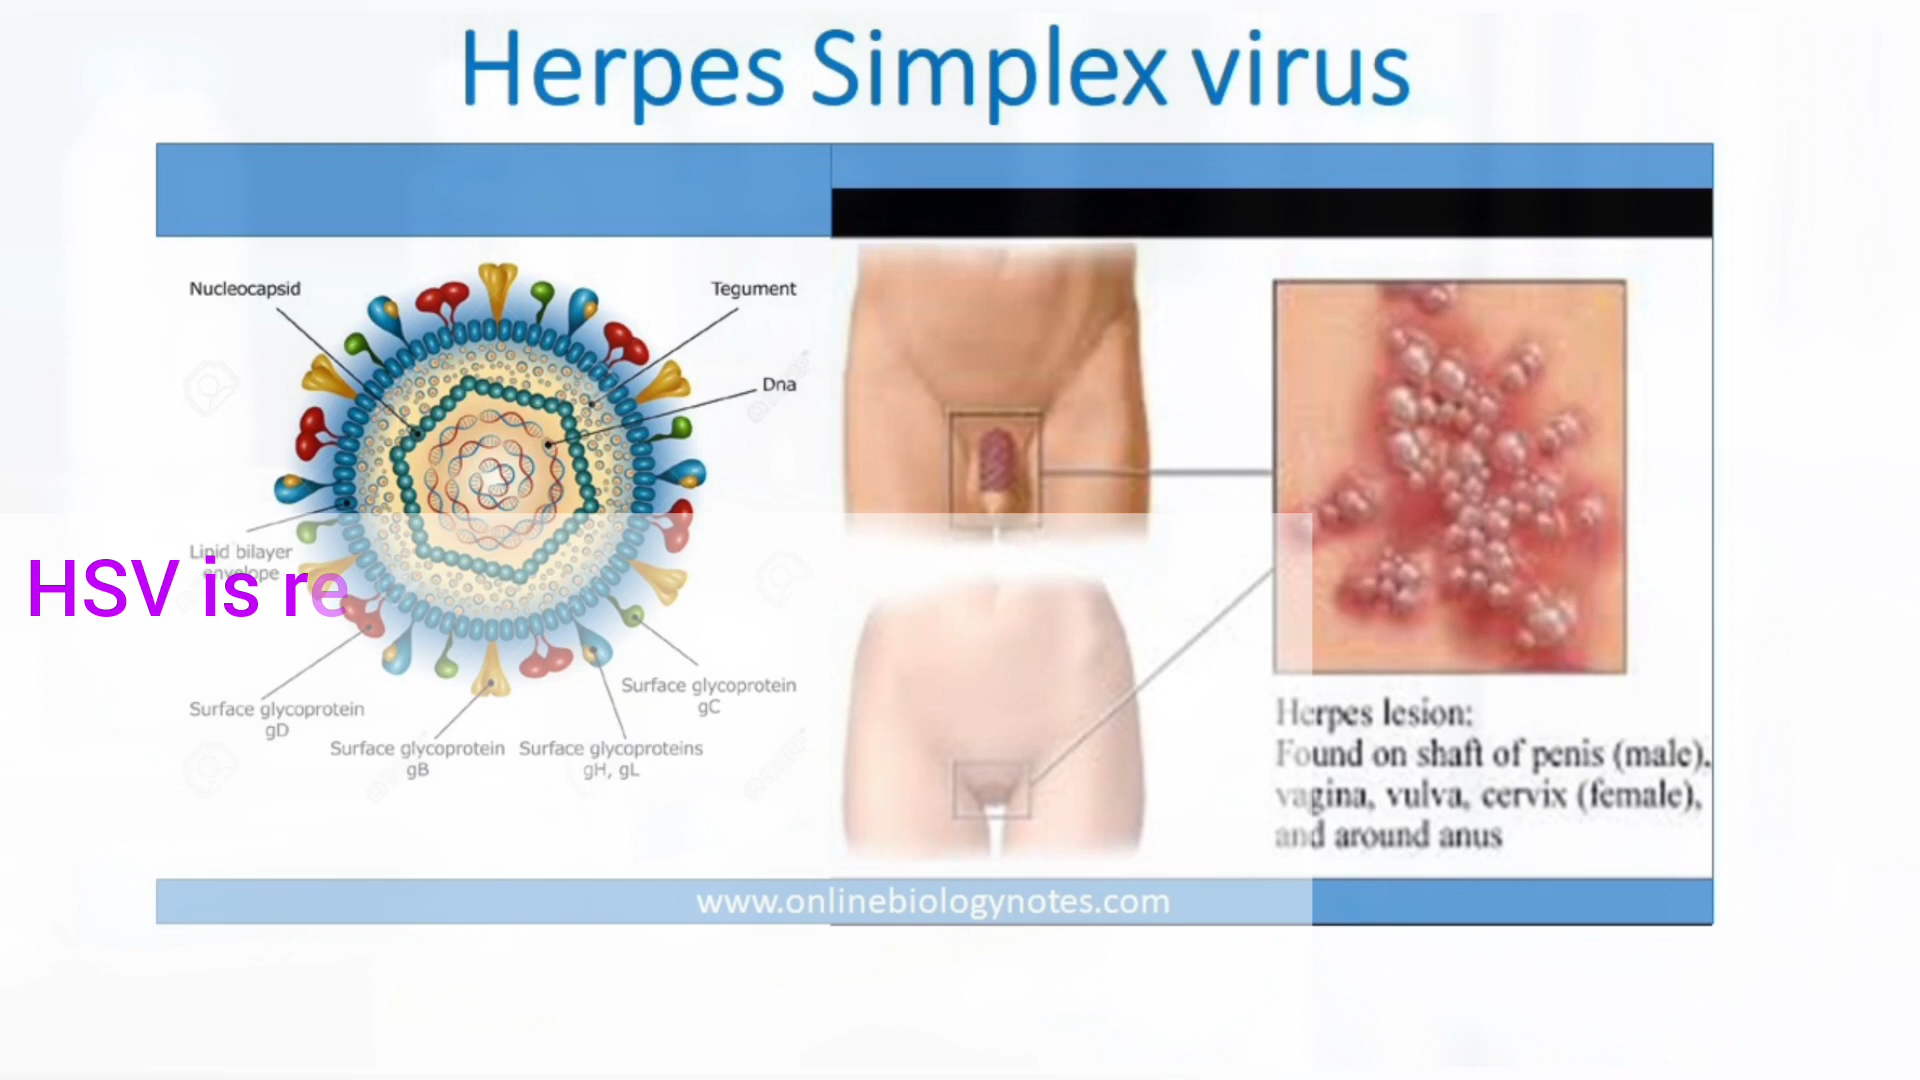 Herpes Simplex virus
Nucleocapsid
Tegument
Dna
Lipid bilayer
envelope
HSV is re
Surface glycoprotein
gD
Surface glycoprotein
gB
Surface glycoproteins
gH, gL
Surface glycoprotein
gC
Herpes lesion:
Found on shaft of penis (male),
vagina, vulva, cervix (female),
and around anus
www.onlinebiologynotes.com